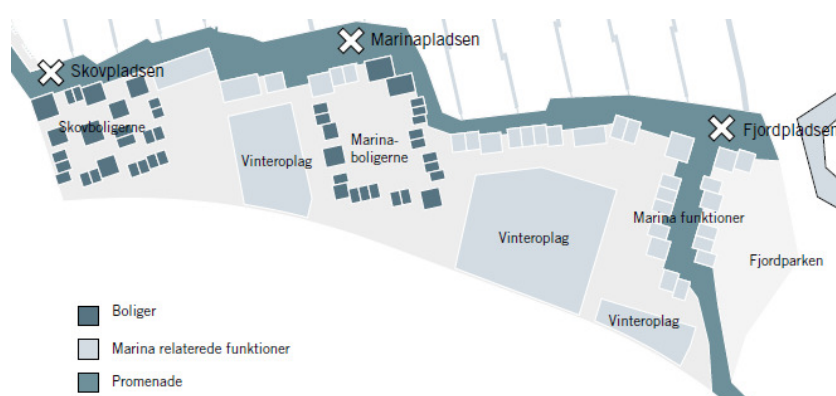 Marinapladsen
Skovpladsen
Skovboligerne
Fjordpladsen
Marina-
boligerne
Vinteroplag
Marina funktioner
Vinteroplag
Fjordparken
Vinteroplag
Boliger
Marina relaterede funktioner
Promenade